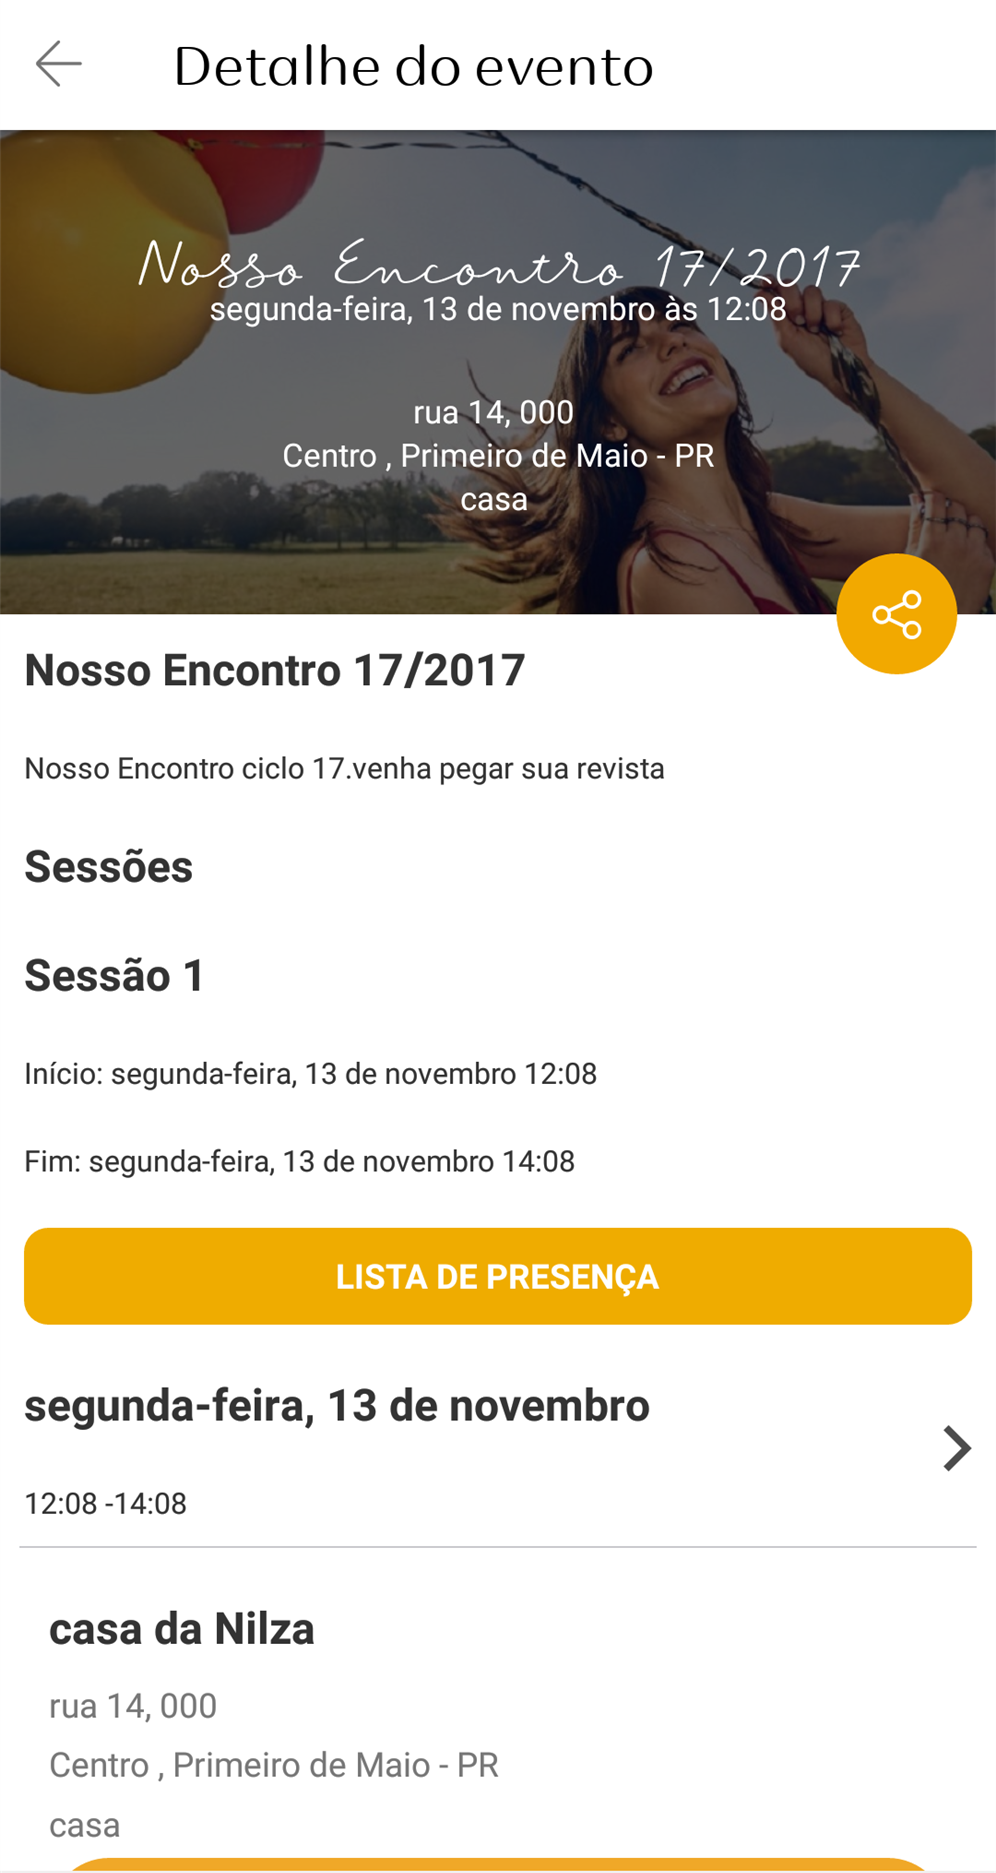 Detalhe do evento
Nosso Encontro 17/2017
segunda-feira, 13 de novembro às 12:08
rua 14, 000
Centro , Primeiro de Maio - PR
casa
Nosso Encontro 17/2017
Nosso Encontro ciclo 17.venha pegar sua revista
Sessões
Sessão 1
Início: segunda-feira, 13 de novembro 12:08
Fim: segunda-feira, 13 de novembro 14:08
LISTA DE PRESENÇA
segunda-feira, 13 de novembro
12:08 -14:08
casa da Nilza
rua 14, 000
Centro , Primeiro de Maio - PR
casa